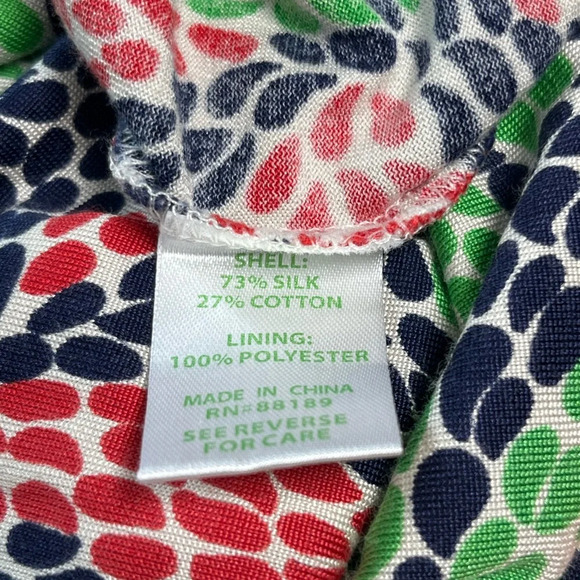 SHELL:
73% SILK
27% COTTON
LINING:
100% POLYESTER
MADE IN CHINA
RN#88189
SEE REVERSE
FOR CARE